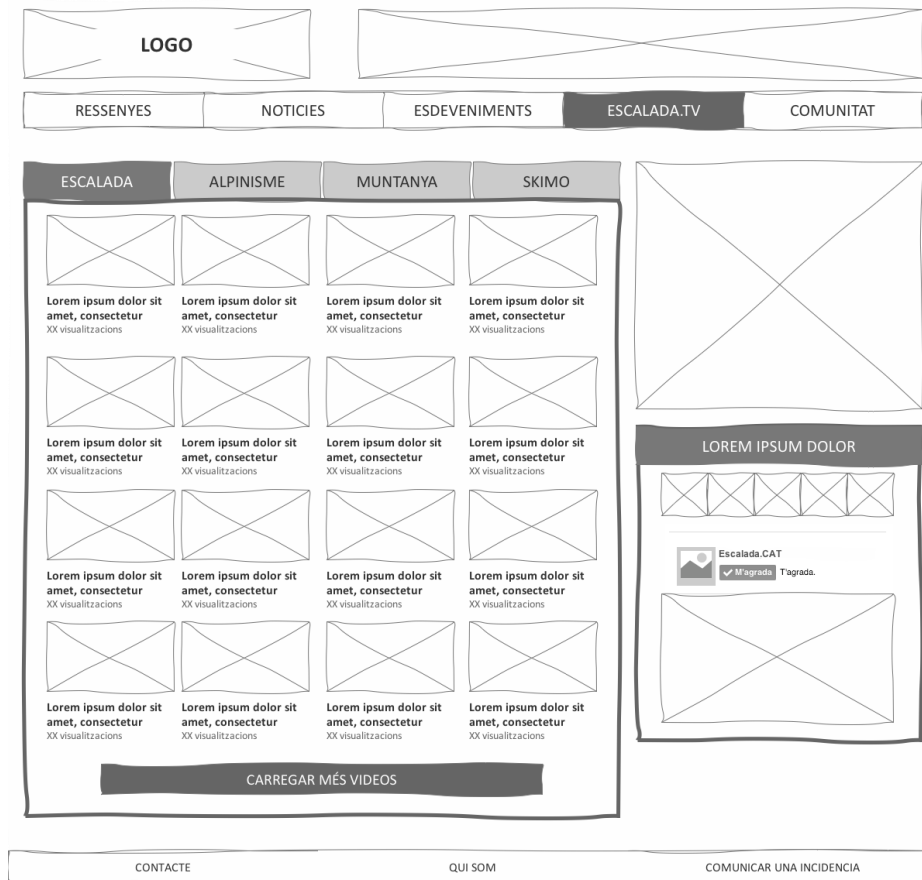 LOGO
RESSENYES
NOTICIES
ESDEVENIMENTS
ESCALADA.TV
COMUNITAT
ESCALADA
ALPINISME
MUNTANYA
SKIMO
Lorem ipsum dolor sit
amet, consectetur
XX visualitzacions
Lorem ipsum dolor sit
amet, consectetur
XX visualitzacions
Lorem ipsum dolor sit
amet, consectetur
XX visualitzacions
Lorem ipsum dolor sit
amet, consectetur
XX visualitzacions
Lorem ipsum dolor sit
amet, consectetur
XX visualitzacions
Lorem ipsum dolor sit
amet, consectetur
XX visualitzacions
Lorem ipsum dolor sit
amet, consectetur
XX visualitzacions
Lorem ipsum dolor sit
amet, consectetur
XX visualitzacions
Lorem ipsum dolor sit
amet, consectetur
XX visualitzacions
Lorem ipsum dolor sit
amet, consectetur
XX visualitzacions
Lorem ipsum dolor sit
amet, consectetur
XX visualitzacions
Lorem ipsum dolor sit
amet, consectetur
XX visualitzacions
Lorem ipsum dolor sit
amet, consectetur
XX visualitzacions
Lorem ipsum dolor sit
amet, consectetur
XX visualitzacions
Lorem ipsum dolor sit
amet, consectetur
XX visualitzacions
Lorem ipsum dolor sit
amet, consectetur
XX visualitzacions
CARREGAR MÉS VIDEOS
LOREM IPSUM DOLOR
Escalada.CAT
M'agrada T'agrada.
CONTACTE
QUI SOM
COMUNICAR UNA INCIDENCIA